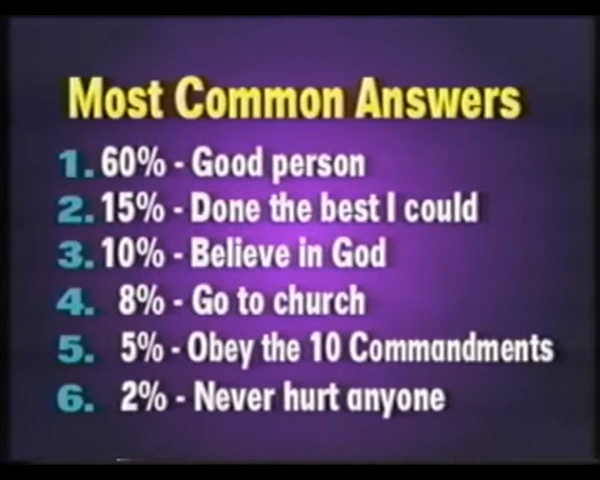 Most Common Answers
1. 60% - Good person
2. 15% - Done the best I could
3. 10% - Believe in God
4. 8% - Go to church
5. 5% - Obey the 10 Commandments
6. 2% - Never hurt anyone